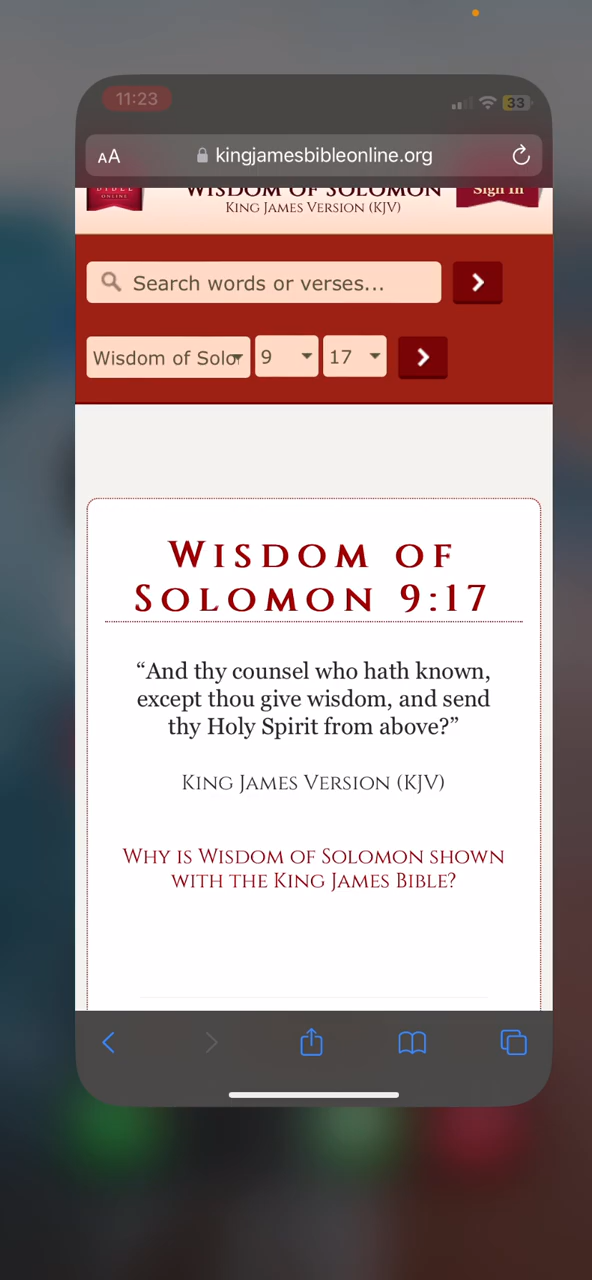 11:23
33
AA
kingjamesbibleonline.org
BIBLE
ONLINE
WISDOM OF SOLOMON
KING JAMES VERSION (KJV)
Sign In
Search words or verses...
Wisdom of Solo
9
17
WISDOM OF
SOLOMON 9:17
“And thy counsel who hath known,
except thou give wisdom, and send
thy Holy Spirit from above?”
KING JAMES VERSION (KJV)
WHY IS WISDOM OF SOLOMON SHOWN
WITH THE KING JAMES BIBLE?